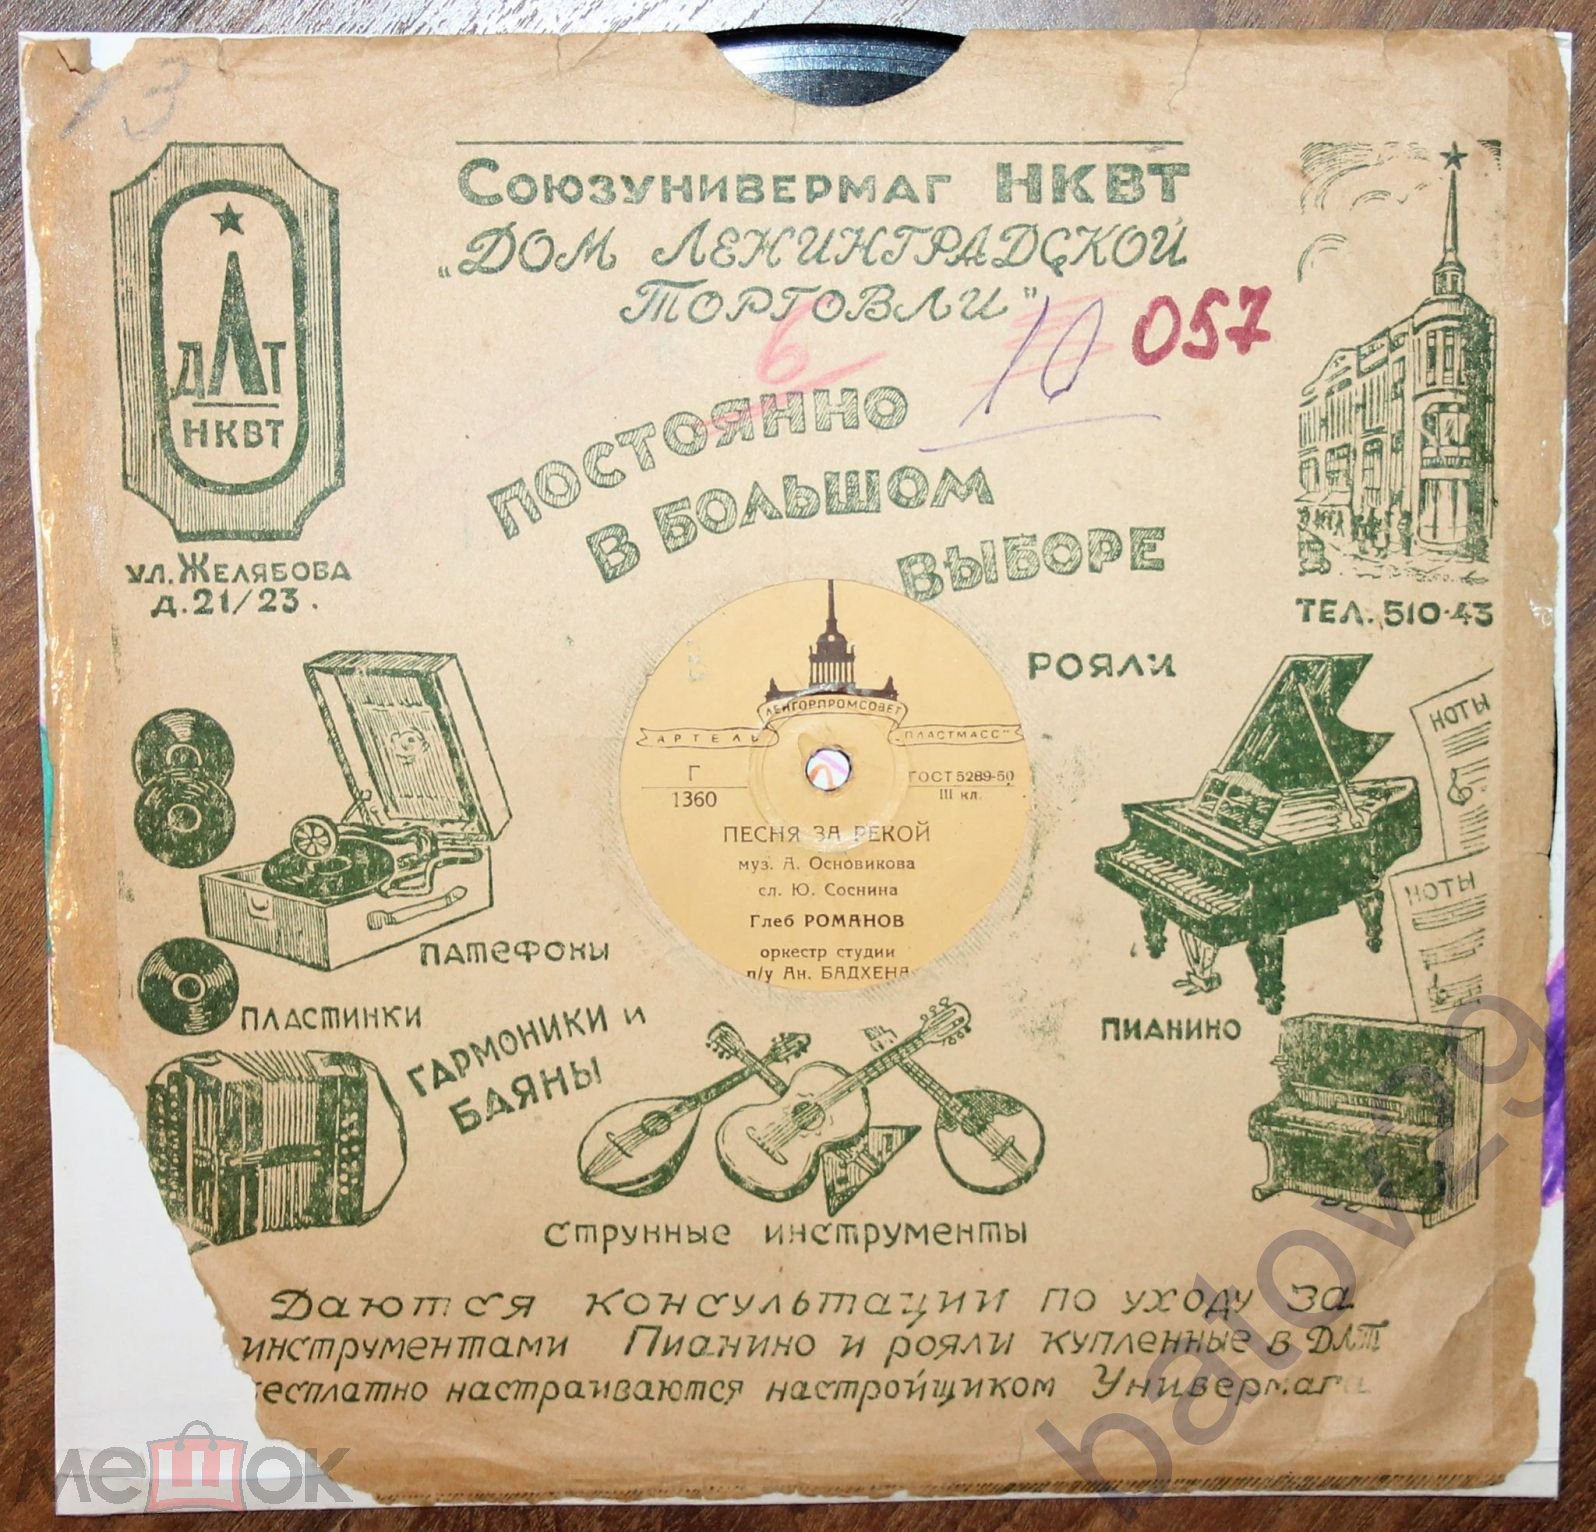 13
Союзунивермаг НКВТ
„Дом Ленинградской
Торговли"
6
10
057
ДЛТ
НКВТ
ул. Желябова
д. 21/23.
Постоянно
в большом
выборе
Тел. 510-43
Рояли
Ноты
Ноты
Патефоны
Пластинки
Гармоники и
Баяны
Пианино
Струнные инструменты
ЛЕНГОРПРОМСОВЕТ
АРТЕЛЬ „ПЛАСТМАСС"
Г
1360
ГОСТ 5289-50
III кл.
ПЕСНЯ ЗА РЕКОЙ
муз. А. Основикова
сл. Ю. Соснина
Глеб РОМАНОВ
оркестр студии
п/у Ан. БАДХЕНА
Даются консультации по уходу за
инструментами Пианино и рояли купленные в ДЛТ
есплатно настраиваются настройщиком Универмага
мешок
batov29